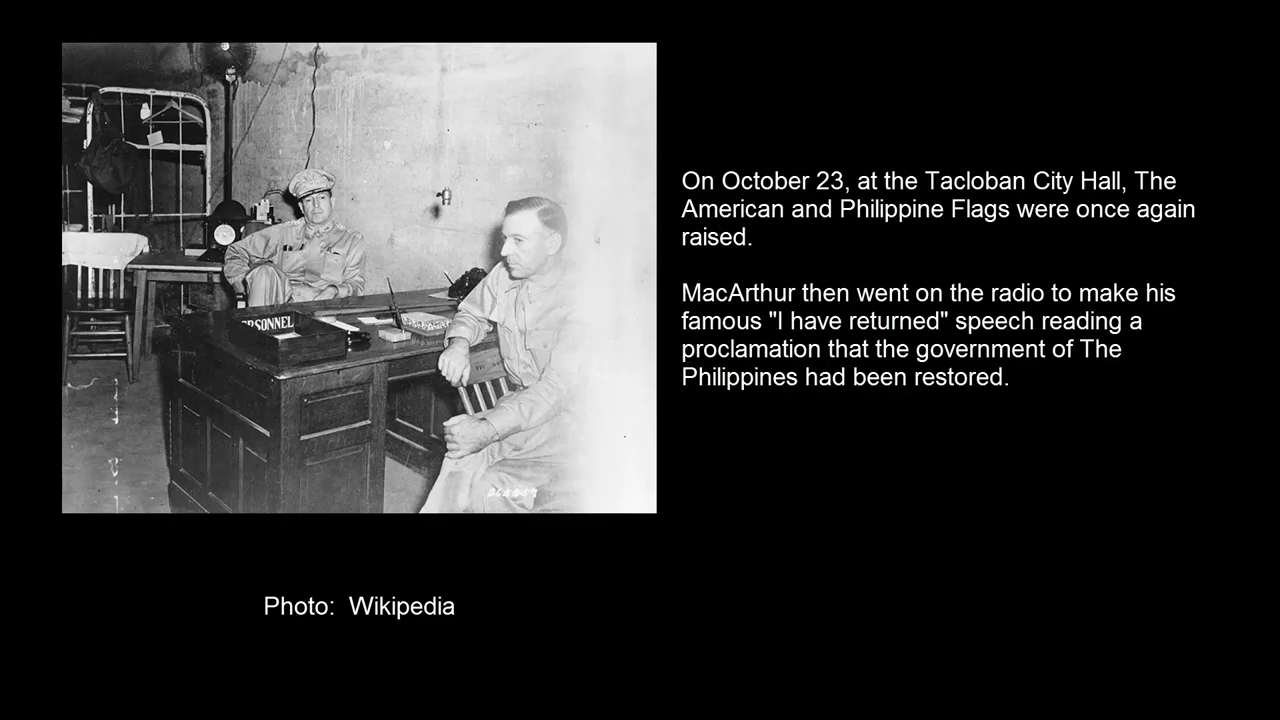 On October 23, at the Tacloban City Hall, The
American and Philippine Flags were once again
raised.
MacArthur then went on the radio to make his
famous "I have returned" speech reading a
proclamation that the government of The
Philippines had been restored.
RSONNEL
Photo: Wikipedia